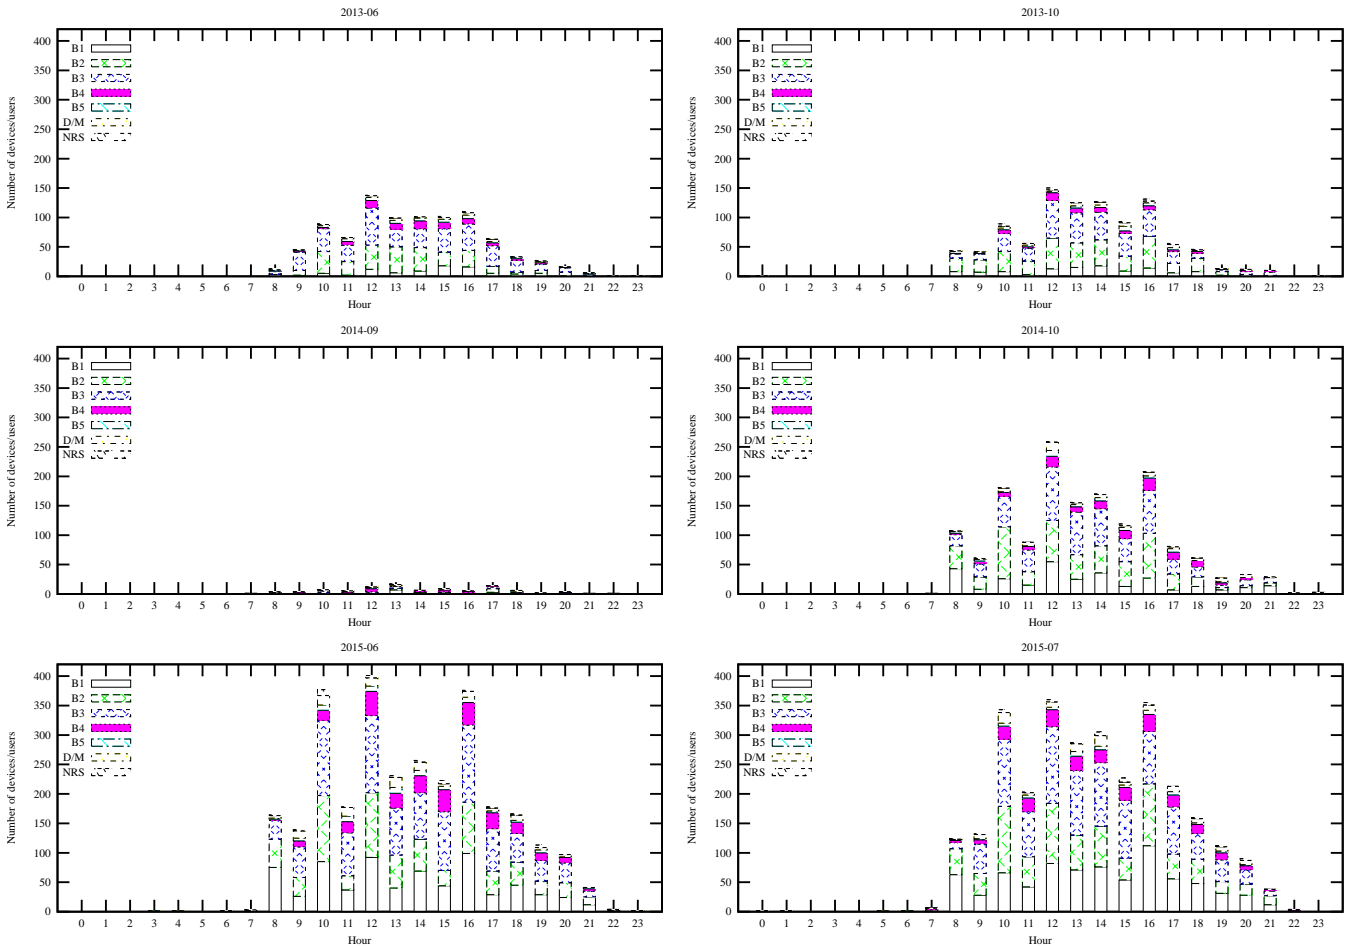 2013-06
Number of devices/users
400
350
300
250
200
150
100
50
0
B1
B2
B3
B4
B5
D/M
NRS
0 1 2 3 4 5 6 7 8 9 10 11 12 13 14 15 16 17 18 19 20 21 22 23
Hour
2013-10
Number of devices/users
400
350
300
250
200
150
100
50
0
B1
B2
B3
B4
B5
D/M
NRS
0 1 2 3 4 5 6 7 8 9 10 11 12 13 14 15 16 17 18 19 20 21 22 23
Hour
2014-09
Number of devices/users
400
350
300
250
200
150
100
50
0
B1
B2
B3
B4
B5
D/M
NRS
0 1 2 3 4 5 6 7 8 9 10 11 12 13 14 15 16 17 18 19 20 21 22 23
Hour
2014-10
Number of devices/users
400
350
300
250
200
150
100
50
0
B1
B2
B3
B4
B5
D/M
NRS
0 1 2 3 4 5 6 7 8 9 10 11 12 13 14 15 16 17 18 19 20 21 22 23
Hour
2015-06
Number of devices/users
400
350
300
250
200
150
100
50
0
B1
B2
B3
B4
B5
D/M
NRS
0 1 2 3 4 5 6 7 8 9 10 11 12 13 14 15 16 17 18 19 20 21 22 23
Hour
2015-07
Number of devices/users
400
350
300
250
200
150
100
50
0
B1
B2
B3
B4
B5
D/M
NRS
0 1 2 3 4 5 6 7 8 9 10 11 12 13 14 15 16 17 18 19 20 21 22 23
Hour